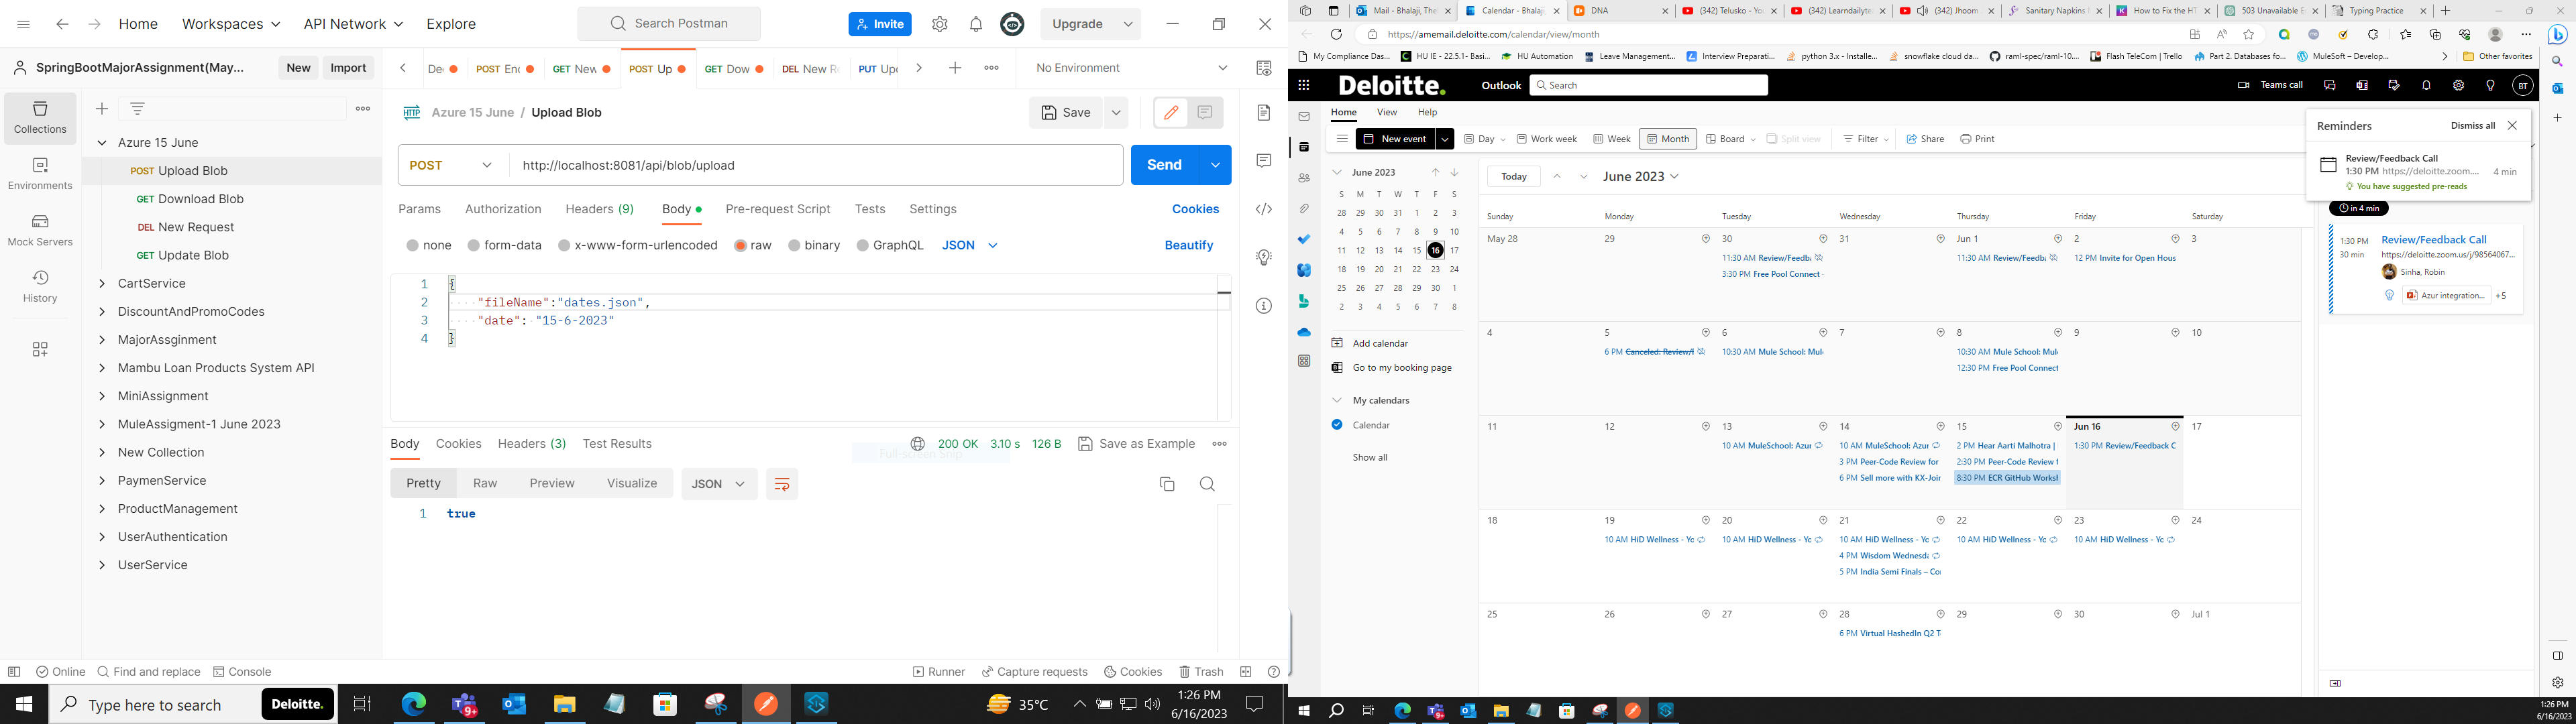 Home
Workspaces
API Network
Explore
Search Postman
Invite
Upgrade
SpringBootMajorAssignment(May...
New
Import
POST
GET New
POST Up
GET Dow
DEL New R
PUT Upc
No Environment
Collections
Environments
Mock Servers
History
Azure 15 June
POST Upload Blob
GET Download Blob
DEL New Request
GET Update Blob
CartService
DiscountAndPromoCodes
MajorAssginment
Mambu Loan Products System API
MiniAssignment
MuleAssigment-1 June 2023
New Collection
PaymenService
ProductManagement
UserAuthentication
UserService
HTTP
Azure 15 June / Upload Blob
Save
POST
http://localhost:8081/api/blob/upload
Send
Params
Authorization
Headers (9)
Body
Pre-request Script
Tests
Settings
Cookies
none
form-data
x-www-form-urlencoded
raw
binary
GraphQL
JSON
Beautify
1 {
2 "fileName":"dates.json",
3 "date": "15-6-2023"
4 }
Body
Cookies
Headers (3)
Test Results
200 OK
3.10 s
126 B
Save as Example
Full-screen Snip
Pretty
Raw
Preview
Visualize
JSON
1 true
Online
Find and replace
Console
Runner
Capture requests
Cookies
Trash
Type here to search
Deloitte.
9+
35°C
1:26 PM
6/16/2023
Mail - Bhalaji, The
Calendar - Bhalaj
DNA
(342) Telusko - Yo
(342) Learndailyte
(342) Jhoom
Sanitary Napkins
How to Fix the HT
503 Unavailable E
Typing Practice
https://amemail.deloitte.com/calendar/view/month
My Compliance Das...
HU IE - 22.5.1- Basi...
HU Automation
Leave Management...
Interview Preparati...
python 3.x - Installe...
snowflake cloud da...
raml-spec/raml-10....
Flash TeleCom | Trello
Part 2. Databases fo...
MuleSoft – Develop...
Other favorites
Deloitte.
Outlook
Search
Teams call
BT
Home
View
Help
New event
Day
Work week
Week
Month
Board
Split view
Filter
Share
Print
June 2023
S M T W T F S
28 29 30 31 1 2 3
4 5 6 7 8 9 10
11 12 13 14 15 16 17
18 19 20 21 22 23 24
25 26 27 28 29 30 1
2 3 4 5 6 7 8
Add calendar
Go to my booking page
My calendars
Calendar
Show all
Today
June 2023
Sunday Monday Tuesday Wednesday Thursday Friday Saturday
May 28 29 30 31 Jun 1 2 3
11:30 AM Review/Feedba
3:30 PM Free Pool Connect
11:30 AM Review/Feedba
12 PM Invite for Open Hous
4 5 6 7 8 9 10
6 PM Canceled: Review/F
10:30 AM Mule School: Mul
10:30 AM Mule School: Mul
12:30 PM Free Pool Connect
11 12 13 14 15 Jun 16 17
10 AM MuleSchool: Azur
10 AM MuleSchool: Azur
3 PM Peer-Code Review for
6 PM Sell more with KX-Joir
2 PM Hear Aarti Malhotra |
2:30 PM Peer-Code Review f
8:30 PM ECR GitHub Worksl
1:30 PM Review/Feedback C
18 19 20 21 22 23 24
10 AM HiD Wellness - Yc
10 AM HiD Wellness - Yc
10 AM HiD Wellness - Yc
4 PM Wisdom Wednesda
5 PM India Semi Finals – Co
10 AM HiD Wellness - Yc
10 AM HiD Wellness - Yc
25 26 27 28 29 30 Jul 1
6 PM Virtual HashedIn Q2 T
Reminders
Dismiss all
Review/Feedback Call
1:30 PM https://deloitte.zoom....
4 min
You have suggested pre-reads
in 4 min
1:30 PM
30 min
Review/Feedback Call
https://deloitte.zoom.us/j/98564067...
Sinha, Robin
Azur integration...
+5
1:26 PM
6/16/2023